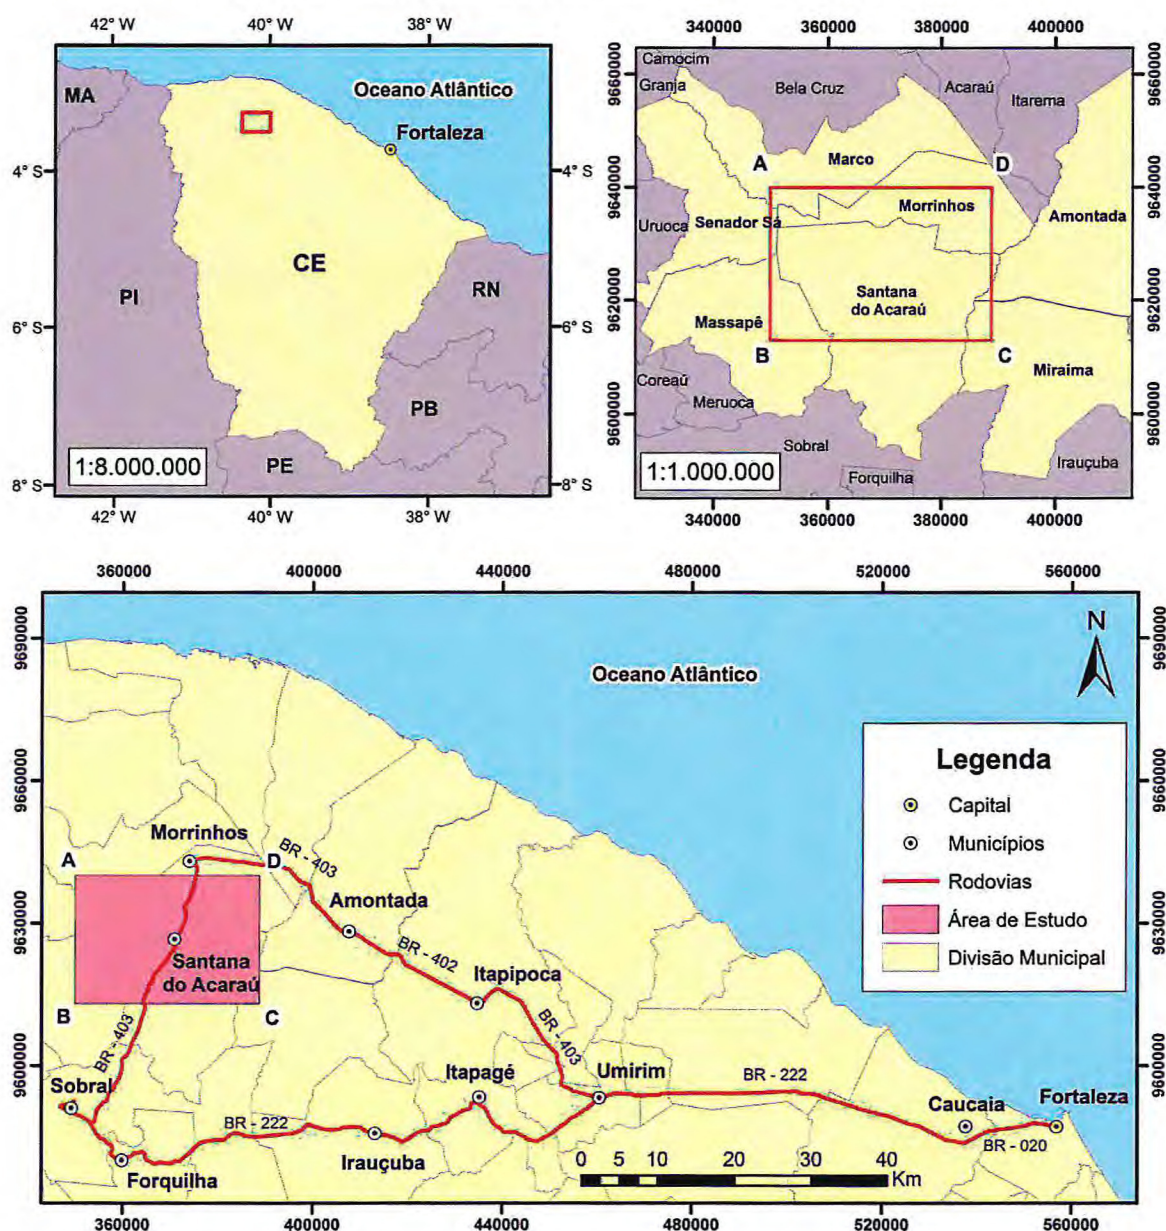 42° W 40° W 38° W
MA
Oceano Atlântico
Fortaleza
4° S 4° S
CE
PI
RN
6° S 6° S
PB
PE
1:8.000.000
8° S 8° S
42° W 40° W 38° W
340000 360000 380000 400000
9660000 9660000
Camocim
Granja
Bela Cruz
Acaraú
Itarema
A
Marco
D
9640000 9640000
Morrinhos
Amontada
Senador Sá
Uruoca
9620000 9620000
Santana
do Acaraú
Massapê
B
C
Miraima
Coreaú
Meruoca
9600000 9600000
Sobral
Irauçuba
Forquilha
1:1.000.000
340000 360000 380000 400000
360000 400000 440000 480000 520000 560000
9690000 9690000
N
Oceano Atlântico
Legenda
Capital
Municípios
Rodovias
Área de Estudo
Divisão Municipal
9660000 9660000
Morrinhos
A
D
BR - 403
Amontada
9630000 9630000
BR - 402
Santana
do Acaraú
Itapipoca
B
C
BR - 403
BR - 403
9600000 9600000
Sobral
Itapagé
Umirim
BR - 222
Fortaleza
Caucaia
BR - 222
BR - 020
Irauçuba
Forquilha
0 5 10 20 30 40
Km
360000 400000 440000 480000 520000 560000